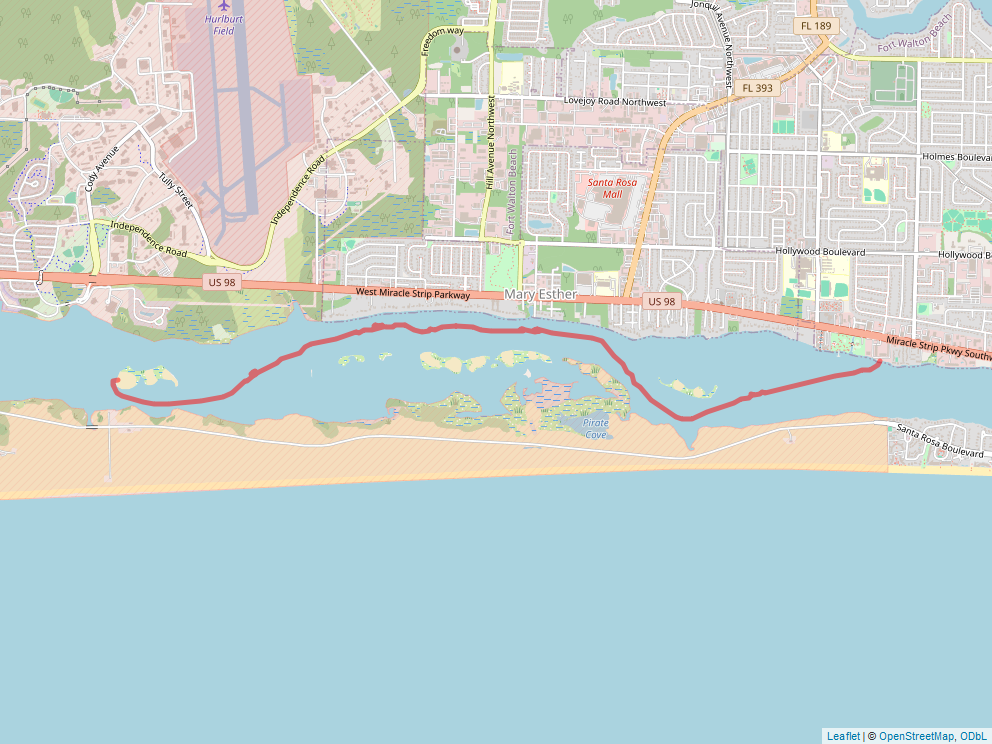 Hurlburt
Field
Freedom way
Jonquil Avenue Northwest
FL 189
Fort Walton Beach
FL 393
Lovejoy Road Northwest
Hill Avenue Northwest
Cody Avenue
Tully Street
Independence Road
Independence Road
Fort Walton Beach
Santa Rosa
Mall
Holmes Boulevar
Hollywood Boulevard
Hollywood Bo
US 98
West Miracle Strip Parkway
Mary Esther
US 98
Miracle Strip Pkwy Southw
Pirate
Cove
Santa Rosa Boulevard
Leaflet | © OpenStreetMap, ODbL